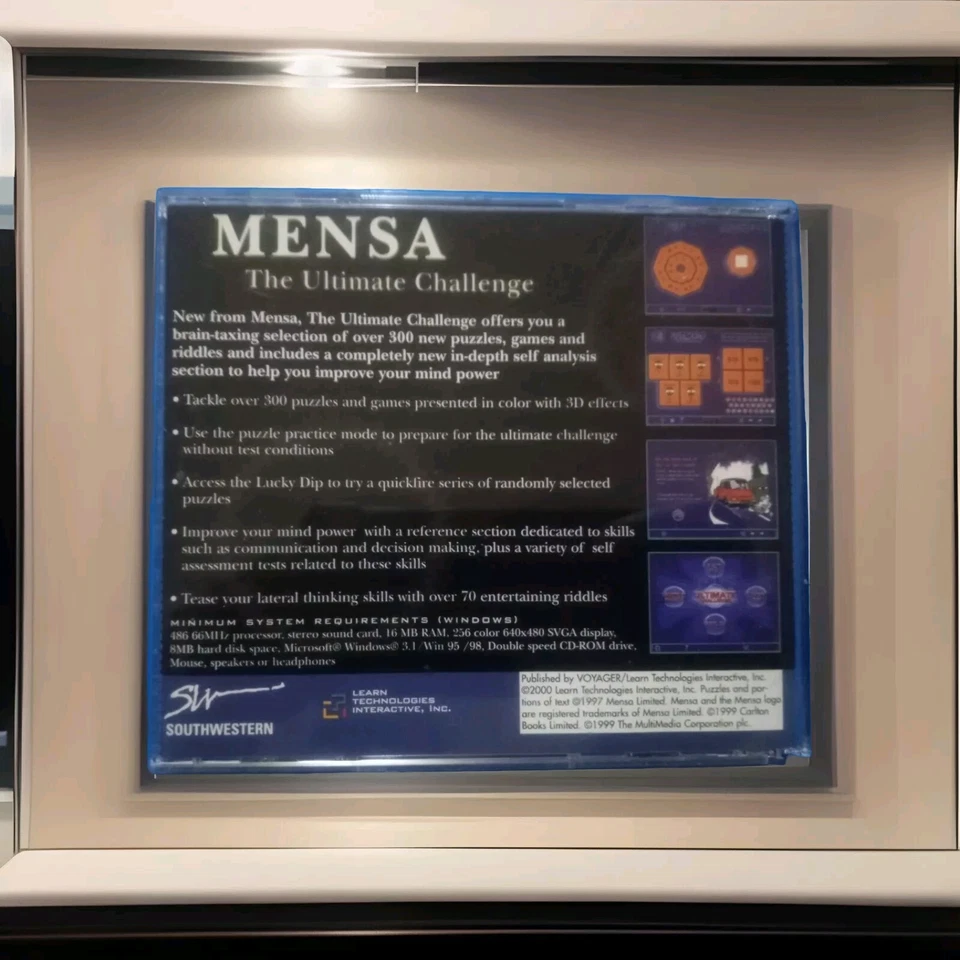 MENSA
The Ultimate Challenge
New from Mensa, The Ultimate Challenge offers you a
brain-taxing selection of over 300 new puzzles, games and
riddles and includes a completely new in-depth self analysis
section to help you improve your mind power
• Tackle over 300 puzzles and games presented in color with 3D effects
• Use the puzzle practice mode to prepare for the ultimate challenge
without test conditions
• Access the Lucky Dip to try a quickfire series of randomly selected
puzzles
• Improve your mind power with a reference section dedicated to skills
such as communication and decision making, plus a variety of self
assessment tests related to these skills
• Tease your lateral thinking skills with over 70 entertaining riddles
MINIMUM SYSTEM REQUIREMENTS (WINDOWS)
486 66MHz processor, stereo sound card, 16 MB RAM, 256 color 640x480 SVGA display,
8MB hard disk space, Microsoft® Windows® 3.1/Win 95 /98, Double speed CD-ROM drive,
Mouse, speakers or headphones
SW
SOUTHWESTERN
LEARN
TECHNOLOGIES
INTERACTIVE, INC.
Published by VOYAGER/Learn Technologies Interactive, Inc.
©2000 Learn Technologies Interactive, Inc. Puzzles and por-
tions of text ©1997 Mensa Limited. Mensa and the Mensa logo
are registered trademarks of Mensa Limited. ©1999 Carlton
Books Limited. ©1999 The MultiMedia Corporation plc.
ULTIMATE